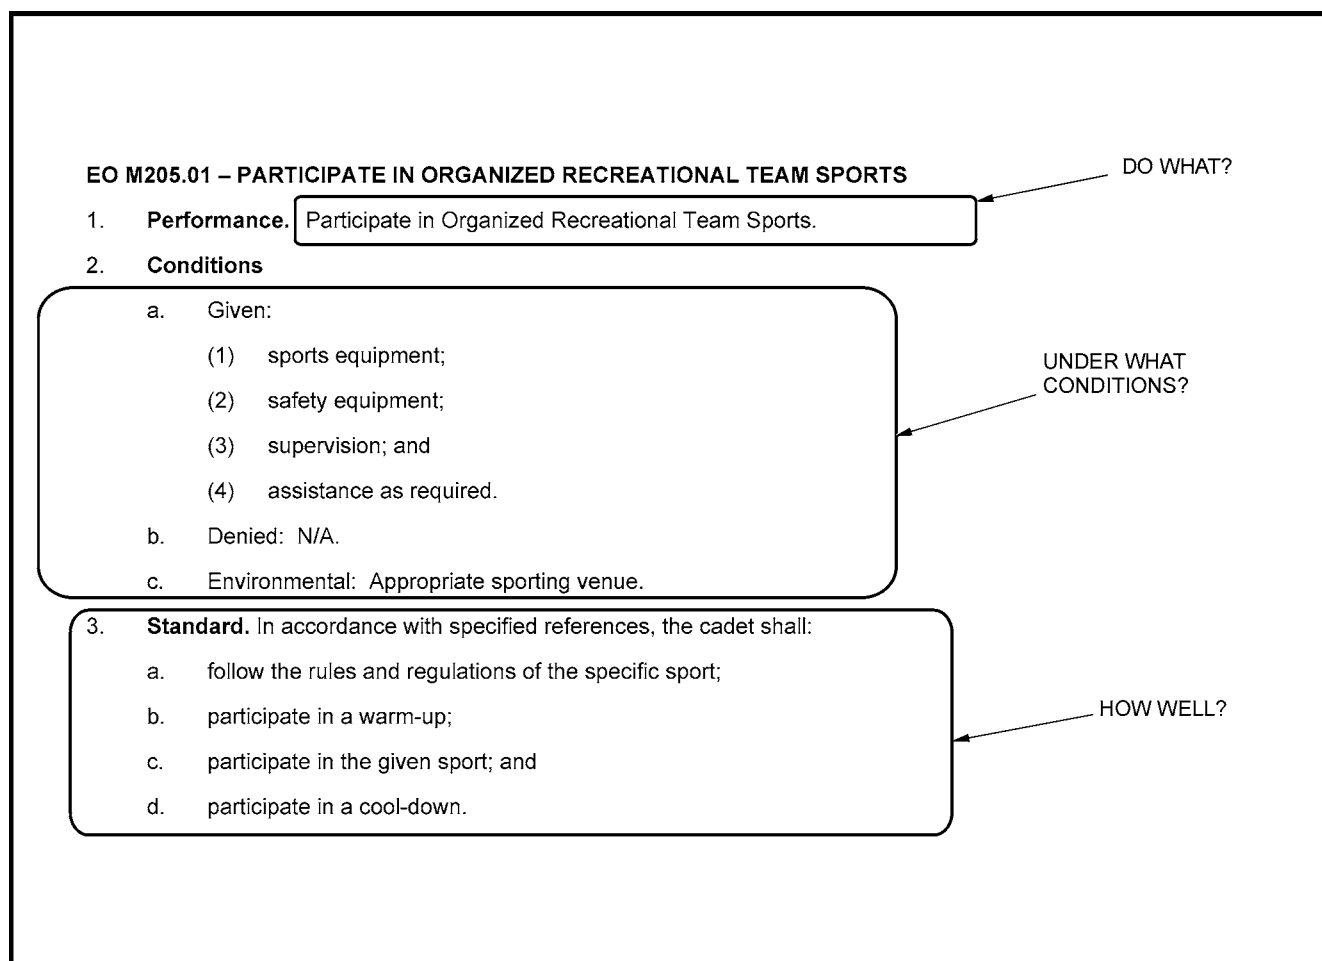 DO WHAT?
EO M205.01 – PARTICIPATE IN ORGANIZED RECREATIONAL TEAM SPORTS
1. Performance. Participate in Organized Recreational Team Sports.
2. Conditions
a. Given:
(1) sports equipment;
(2) safety equipment;
(3) supervision; and
(4) assistance as required.
b. Denied: N/A.
c. Environmental: Appropriate sporting venue.
UNDER WHAT
CONDITIONS?
3. Standard. In accordance with specified references, the cadet shall:
a. follow the rules and regulations of the specific sport;
b. participate in a warm-up;
c. participate in the given sport; and
d. participate in a cool-down.
HOW WELL?